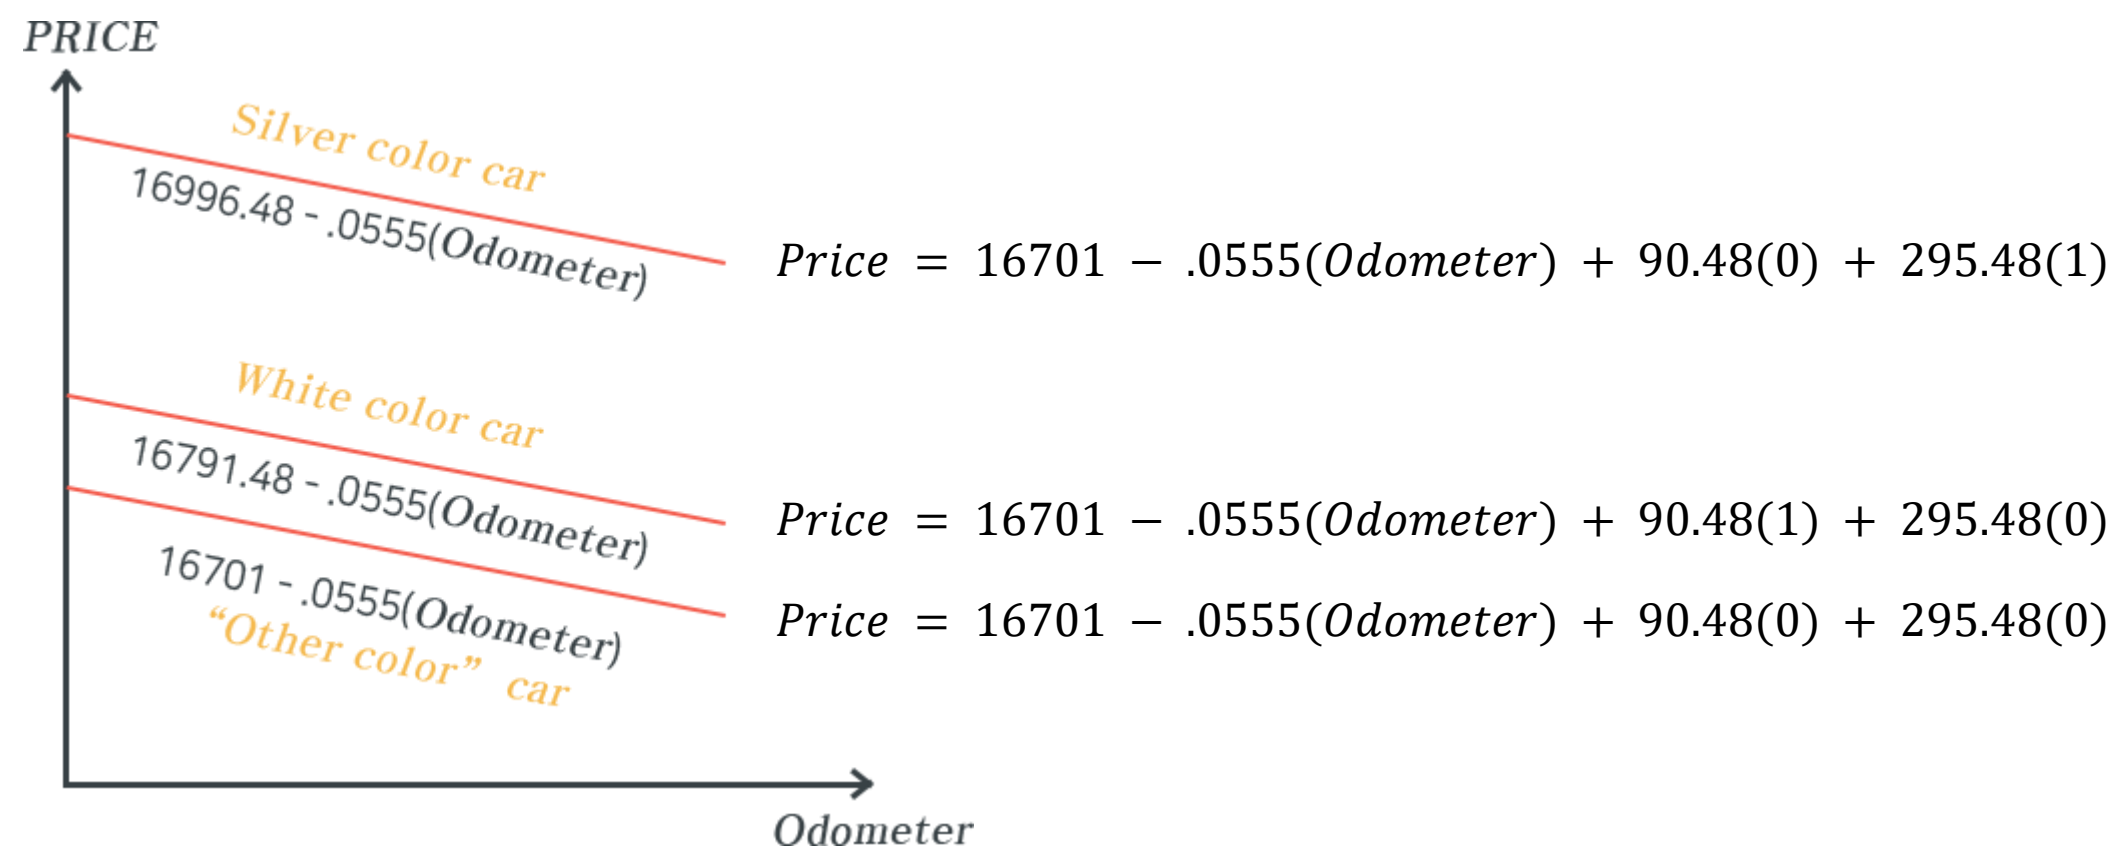 PRICE
Silver color car
16996.48 - .0555(Odometer)
Price = 16701 − .0555(Odometer) + 90.48(0) + 295.48(1)
White color car
16791.48 - .0555(Odometer)
Price = 16701 − .0555(Odometer) + 90.48(1) + 295.48(0)
16701 - .0555(Odometer)
“Other color” car
Price = 16701 − .0555(Odometer) + 90.48(0) + 295.48(0)
Odometer